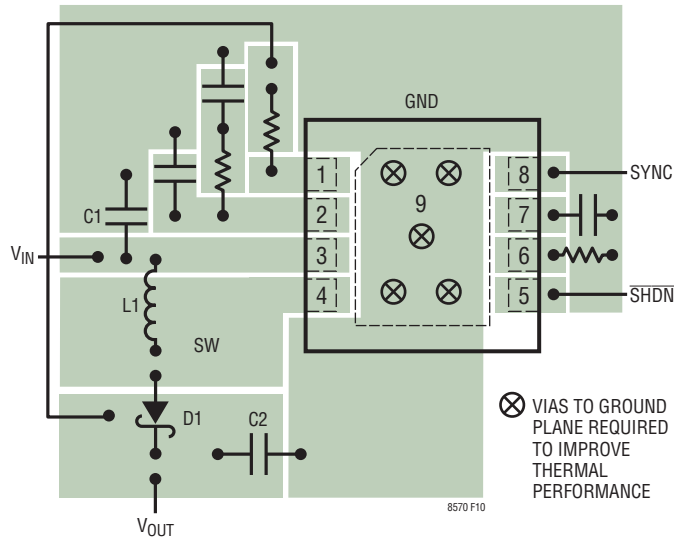 GND
1
8
SYNC
9
C1
2
7
VIN
3
6
4
5
SHDN
L1
SW
D1
C2
VIAS TO GROUND
PLANE REQUIRED
TO IMPROVE
THERMAL
PERFORMANCE
8570 F10
VOUT